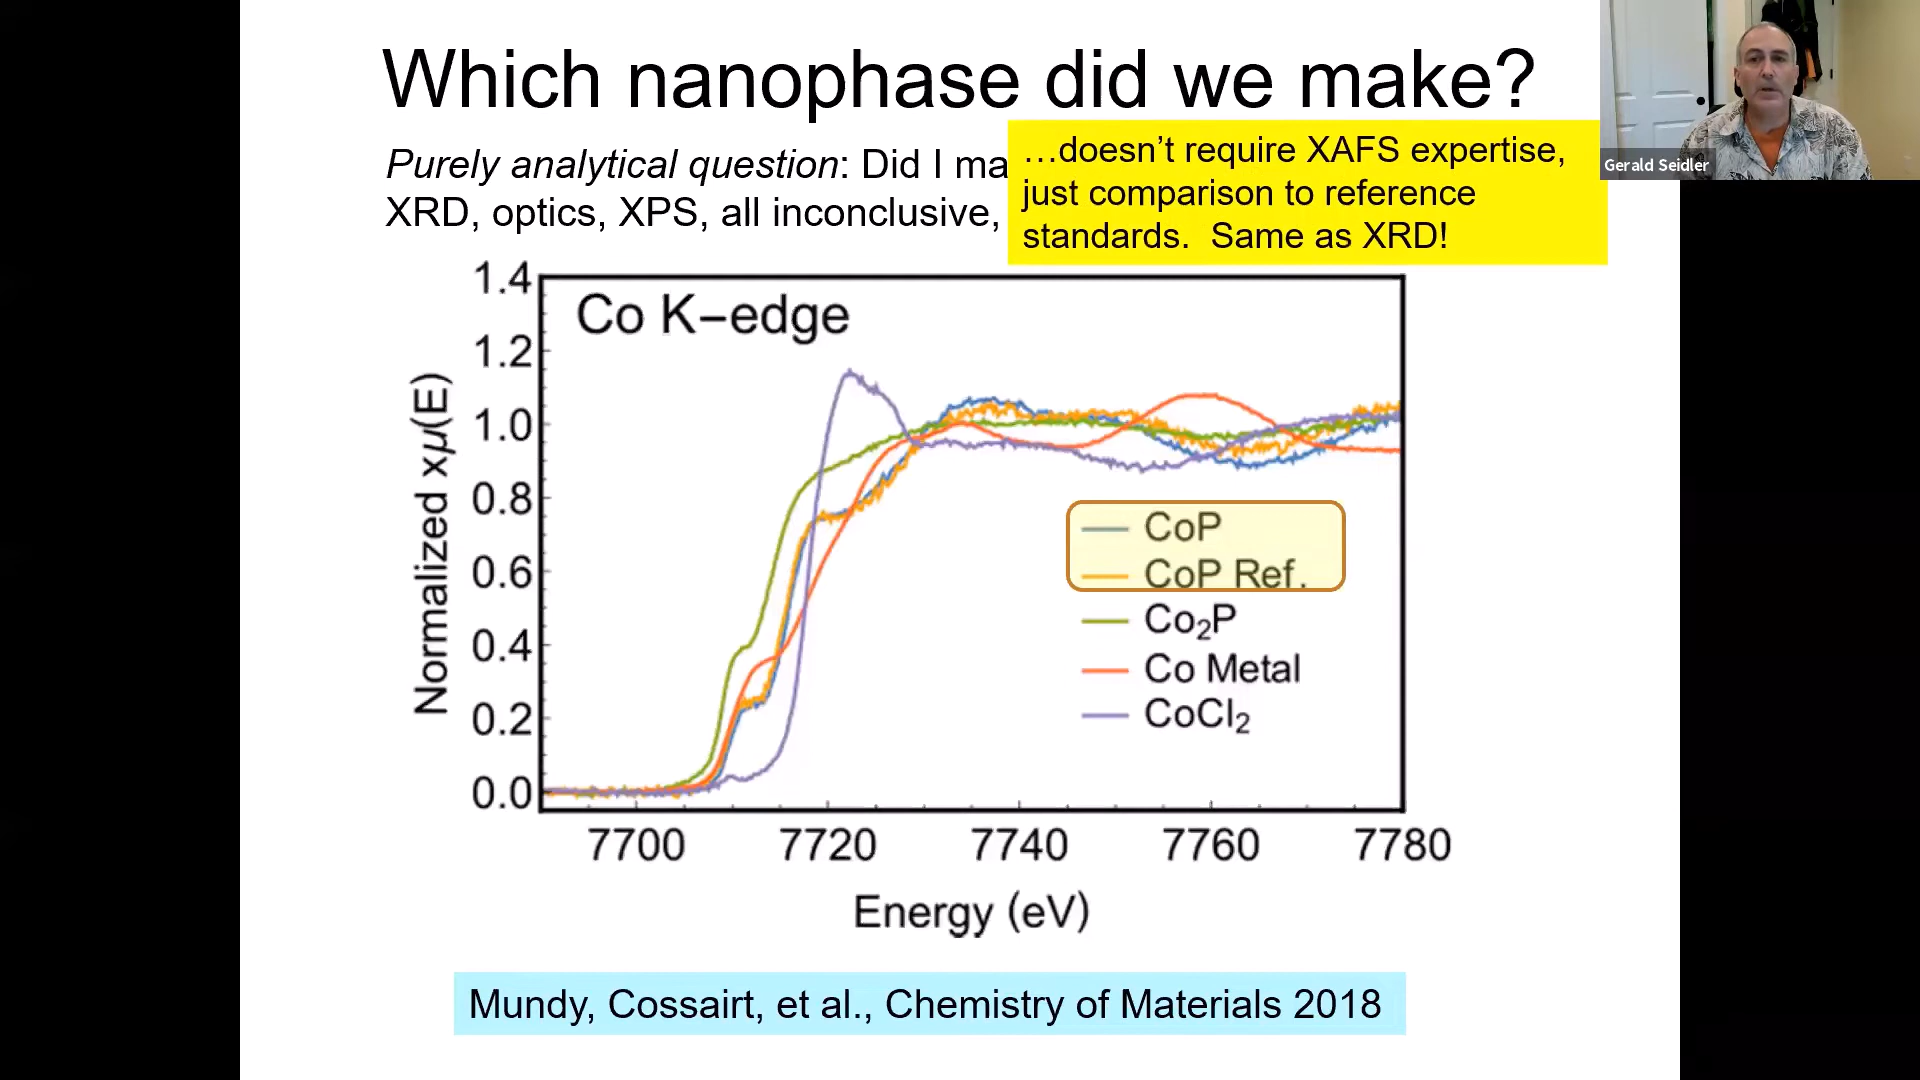 Which nanophase did we make?
Gerald Seidler
Purely analytical question: Did I ma
XRD, optics, XPS, all inconclusive,
…doesn’t require XAFS expertise,
just comparison to reference
standards. Same as XRD!
Co K–edge
Normalized xμ(E)
1.4
1.2
1.0
0.8
0.6
0.4
0.2
0.0
CoP
CoP Ref.
Co₂P
Co Metal
CoCl₂
7700 7720 7740 7760 7780
Energy (eV)
Mundy, Cossairt, et al., Chemistry of Materials 2018